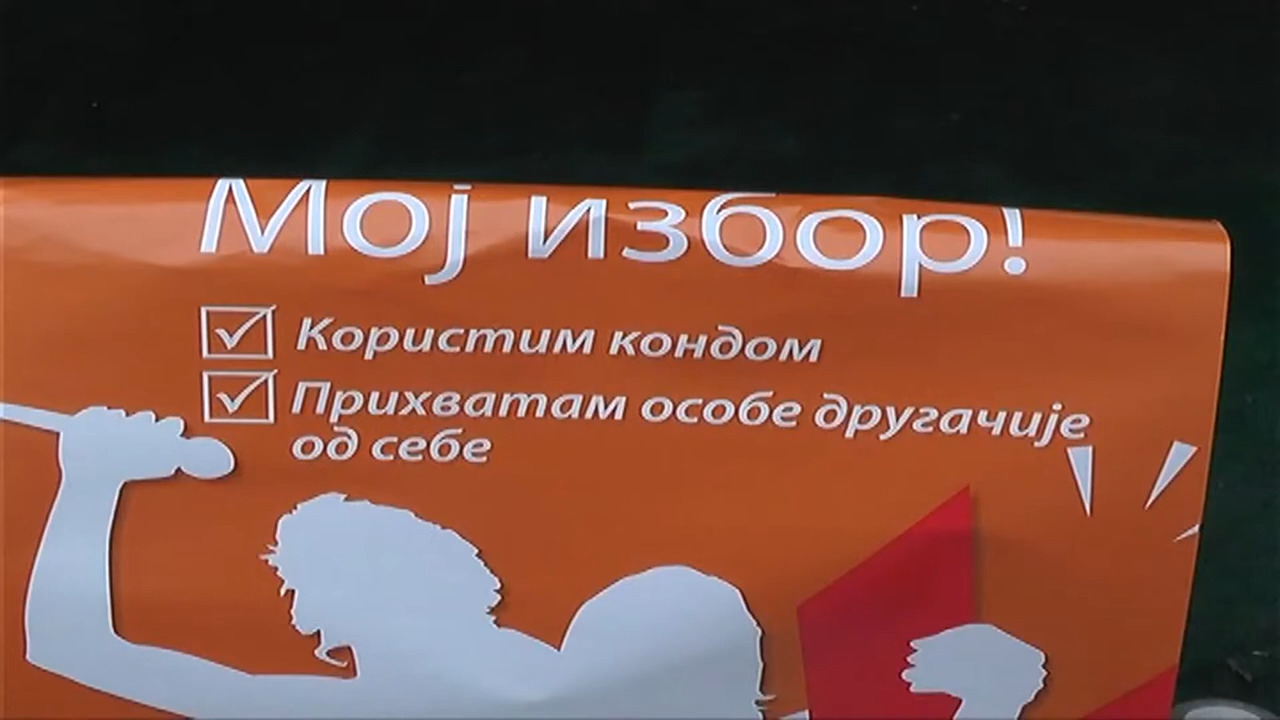 Мој избор!
Користим кондом
Прихватам особе другачије
од себе